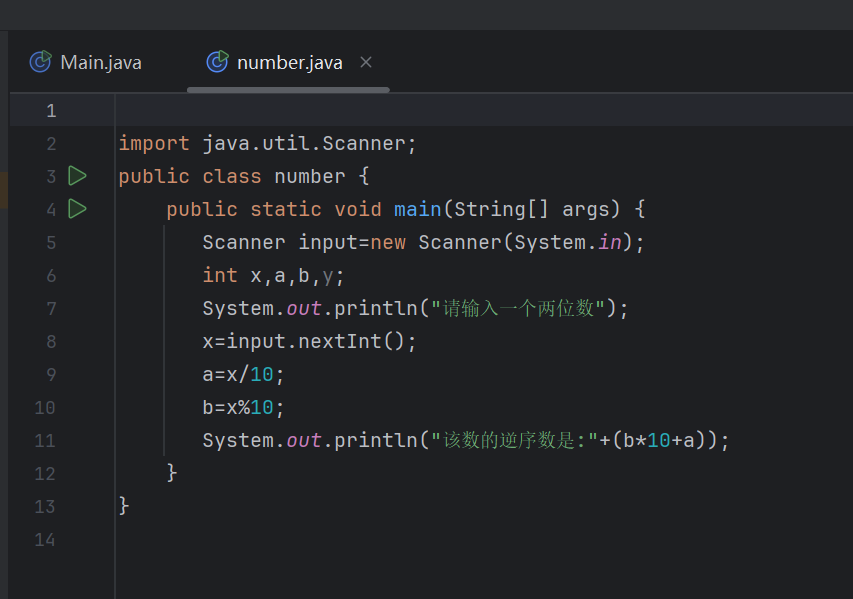 Main.java number.java
1
2 import java.util.Scanner;
3 public class number {
4     public static void main(String[] args) {
5        Scanner input=new Scanner(System.in);
6        int x,a,b,y;
7        System.out.println("请输入一个两位数");
8        x=input.nextInt();
9        a=x/10;
10        b=x%10;
11        System.out.println("该数的逆序数是:"+(b*10+a));
12     }
13 }
14